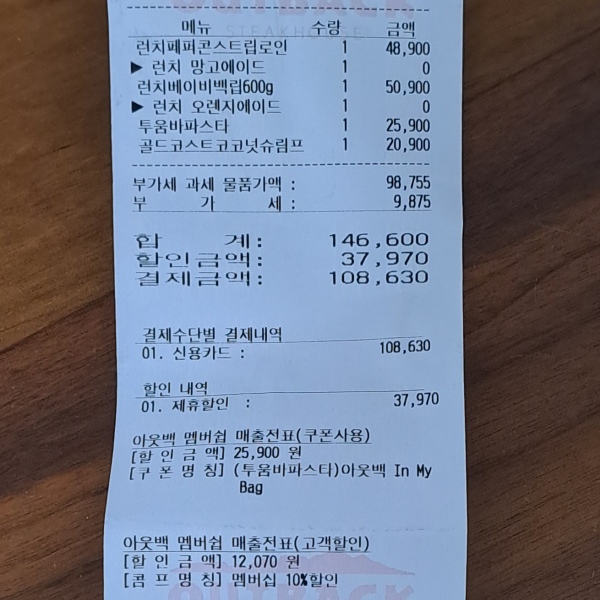 STEAKHOUSE
메뉴 수량 금액
런치페퍼콘스트립로인 1 48,900
▶ 런치 망고에이드 1 0
런치베이비백립600g 1 50,900
▶ 런치 오렌지에이드 1 0
투움바파스타 1 25,900
골드코스트코코넛슈림프 1 20,900
부가세 과세 물품가액 : 98,755
부 가 세 : 9,875
합 계 : 146,600
할인금액 : 37,970
결제금액 : 108,630
결제수단별 결제내역
01. 신용카드 : 108,630
할인 내역
01. 제휴할인 : 37,970
아웃백 멤버쉽 매출전표(쿠폰사용)
[할 인 금 액] 25,900 원
[쿠 폰 명 칭] (투움바파스타)아웃백 In My
Bag
아웃백 멤버쉽 매출전표(고객할인)
[할 인 금 액] 12,070 원
[콤 프 명 칭] 멤버십 10%할인
OUTBACK